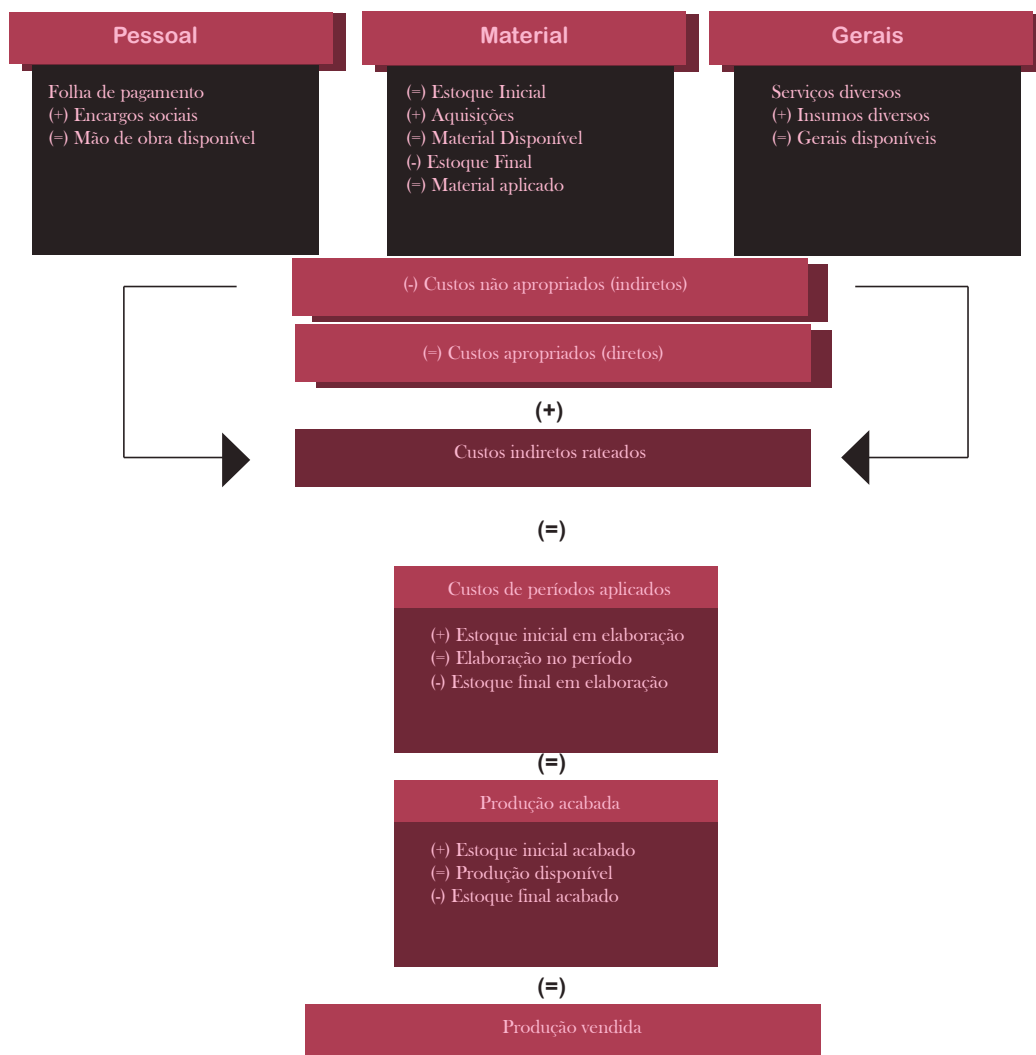 Pessoal
Folha de pagamento
(+) Encargos sociais
(=) Mão de obra disponível
Material
(=) Estoque Inicial
(+) Aquisições
(=) Material Disponível
(-) Estoque Final
(=) Material aplicado
Gerais
Serviços diversos
(+) Insumos diversos
(=) Gerais disponíveis
(-) Custos não apropriados (indiretos)
(=) Custos apropriados (diretos)
(+)
Custos indiretos rateados
(=)
Custos de períodos aplicados
(+) Estoque inicial em elaboração
(=) Elaboração no período
(-) Estoque final em elaboração
(=)
Produção acabada
(+) Estoque inicial acabado
(=) Produção disponível
(-) Estoque final acabado
(=)
Produção vendida